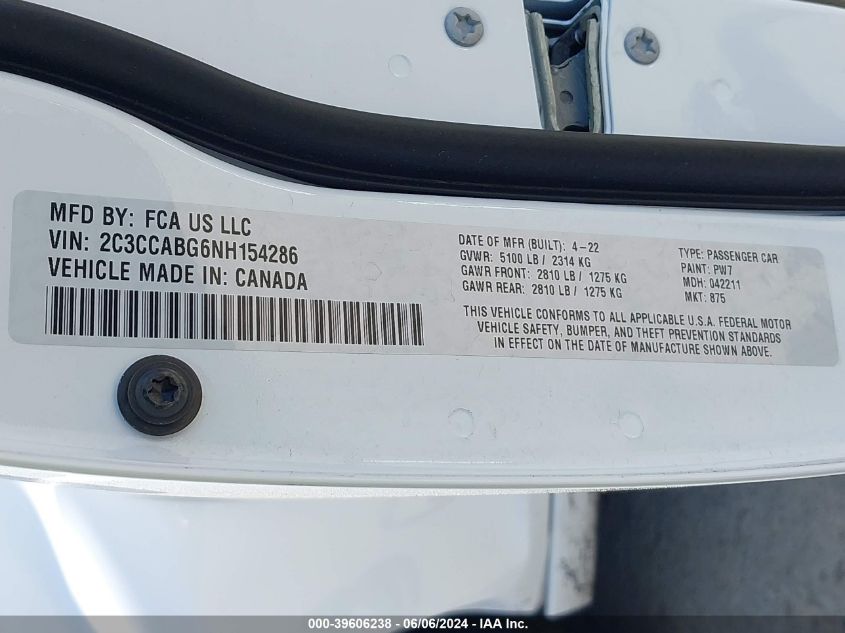 MFD BY: FCA US LLC
VIN: 2C3CCABG6NH154286
VEHICLE MADE IN: CANADA
DATE OF MFR (BUILT): 4-22
GVWR: 5100 LB / 2314 KG
GAWR FRONT: 2810 LB / 1275 KG
GAWR REAR: 2810 LB / 1275 KG
TYPE: PASSENGER CAR
PAINT: PW7
MDH: 042211
MKT: 875
THIS VEHICLE CONFORMS TO ALL APPLICABLE U.S.A. FEDERAL MOTOR
VEHICLE SAFETY, BUMPER, AND THEFT PREVENTION STANDARDS
IN EFFECT ON THE DATE OF MANUFACTURE SHOWN ABOVE.
000-39606238 - 06/06/2024 - IAA Inc.